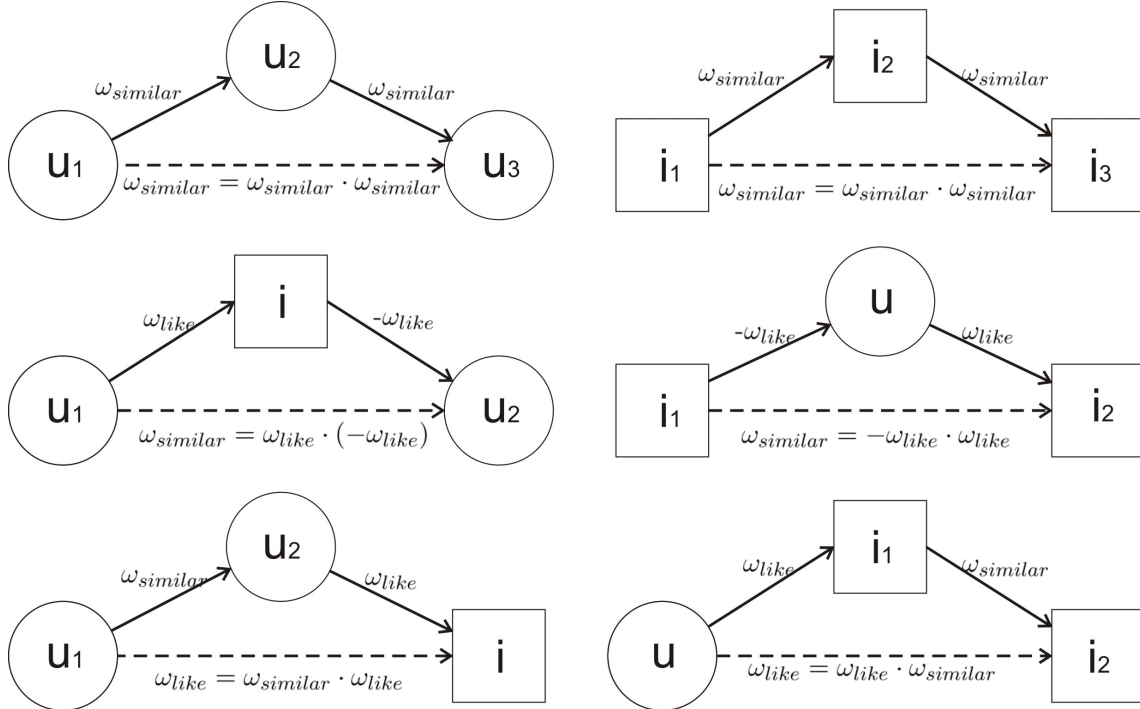 u2
ω_similar ω_similar
u1 u3
ω_similar = ω_similar · ω_similar
i2
ω_similar ω_similar
i1 i3
ω_similar = ω_similar · ω_similar
i
ω_like -ω_like
u1 u2
ω_similar = ω_like · (−ω_like)
u
-ω_like ω_like
i1 i2
ω_similar = −ω_like · ω_like
u2
ω_similar ω_like
u1 i
ω_like = ω_similar · ω_like
i1
ω_like ω_similar
u i2
ω_like = ω_like · ω_similar